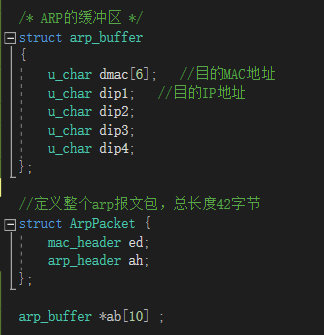 /* ARP的缓冲区 */
struct arp_buffer
{
u_char dmac[6]; //目的MAC地址
u_char dip1; //目的IP地址
u_char dip2;
u_char dip3;
u_char dip4;
};
//定义整个arp报文包，总长度42字节
struct ArpPacket {
mac_header ed;
arp_header ah;
};
arp_buffer *ab[10] ;